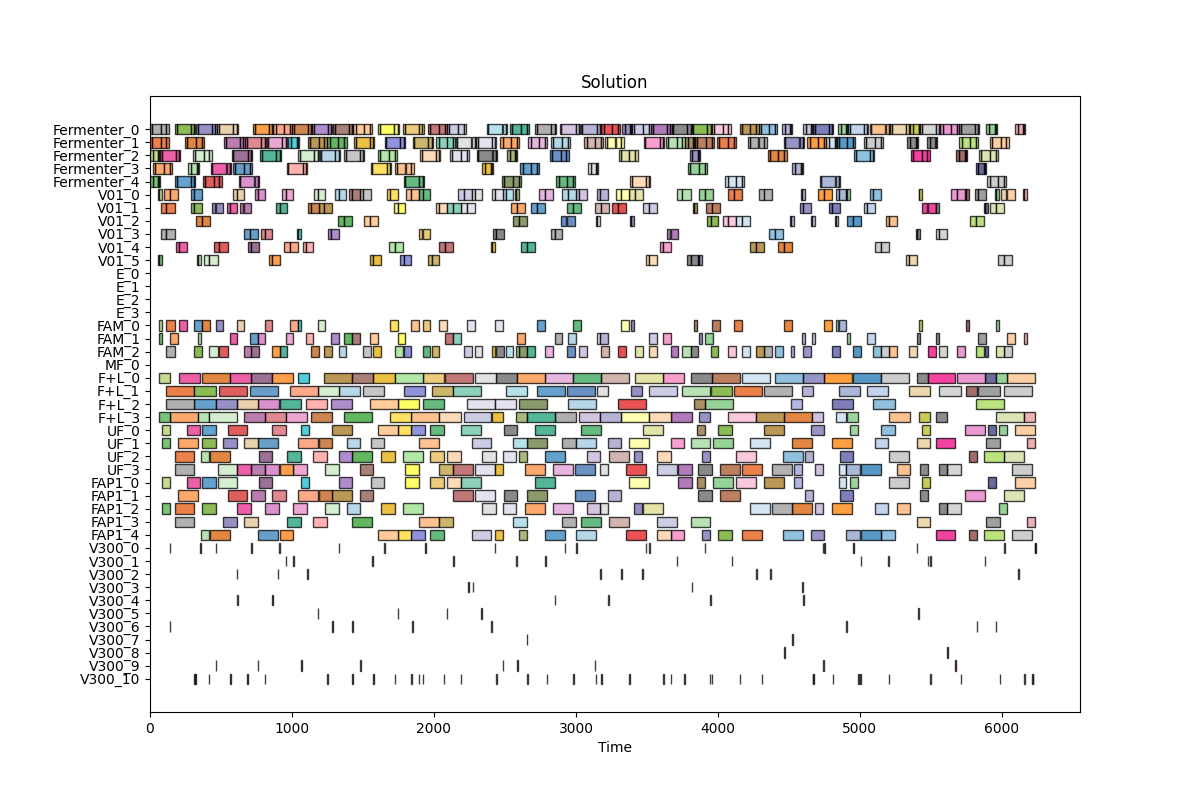 Solution
Fermenter_0
Fermenter_1
Fermenter_2
Fermenter_3
Fermenter_4
V01_0
V01_1
V01_2
V01_3
V01_4
V01_5
E_0
E_1
E_2
E_3
FAM_0
FAM_1
FAM_2
MF_0
F+L_0
F+L_1
F+L_2
F+L_3
UF_0
UF_1
UF_2
UF_3
FAP1_0
FAP1_1
FAP1_2
FAP1_3
FAP1_4
V300_0
V300_1
V300_2
V300_3
V300_4
V300_5
V300_6
V300_7
V300_8
V300_9
V300_10
0 1000 2000 3000 4000 5000 6000
Time